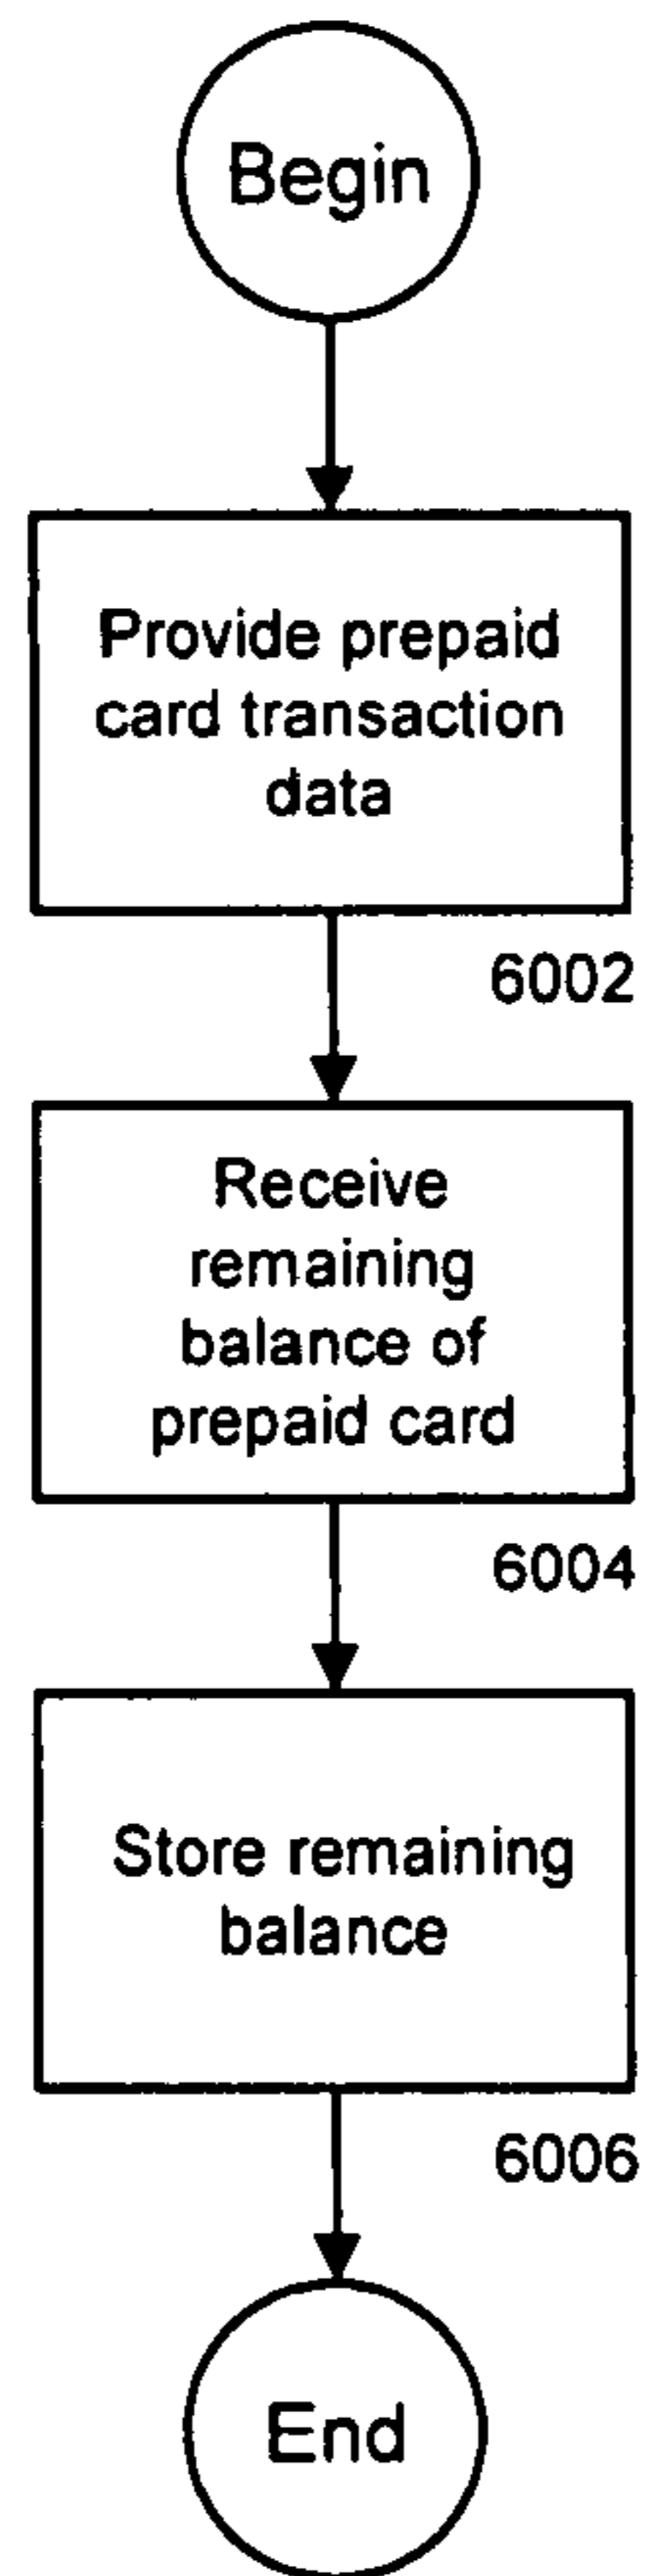 Begin
Provide prepaid
card transaction
data
6002
Receive
remaining
balance of
prepaid card
6004
Store remaining
balance
6006
End